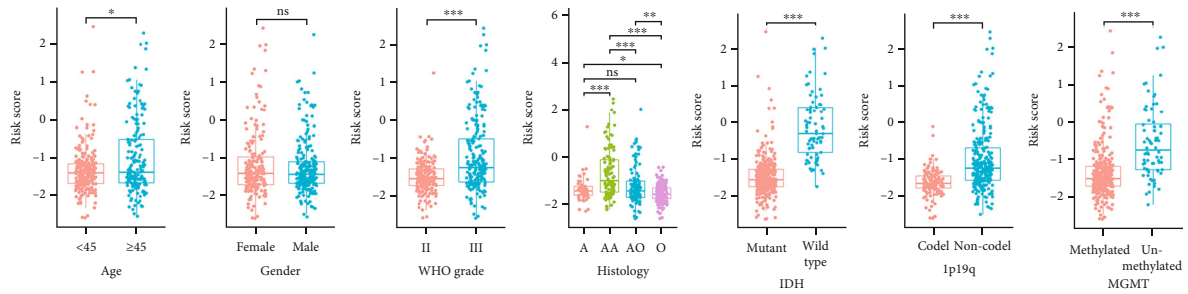 *
2
1
0
−1
−2
Risk score
<45
≥45
Age
ns
2
1
0
−1
−2
Risk score
Female
Male
Gender
***
2
1
0
−1
−2
Risk score
II
III
WHO grade
6
4
2
0
−2
Risk score
**
***
***
*
ns
***
A
AA
AO
O
Histology
***
2
1
0
−1
−2
Risk score
Mutant
Wild
type
IDH
***
2
1
0
−1
−2
Risk score
Codel
Non-codel
1p19q
***
2
1
0
−1
−2
Risk score
Methylated
Un-
methylated
MGMT